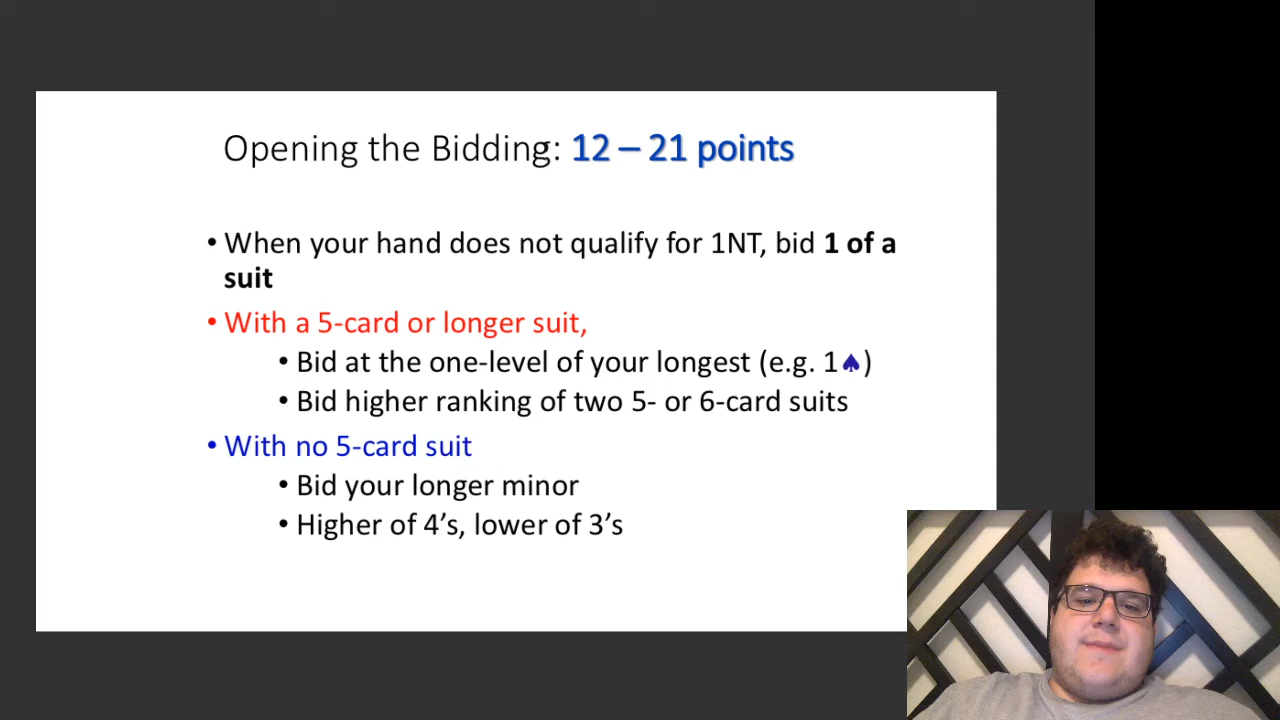 Opening the Bidding: 12 – 21 points
• When your hand does not qualify for 1NT, bid 1 of a
suit
• With a 5-card or longer suit,
• Bid at the one-level of your longest (e.g. 1♠)
• Bid higher ranking of two 5- or 6-card suits
• With no 5-card suit
• Bid your longer minor
• Higher of 4’s, lower of 3’s